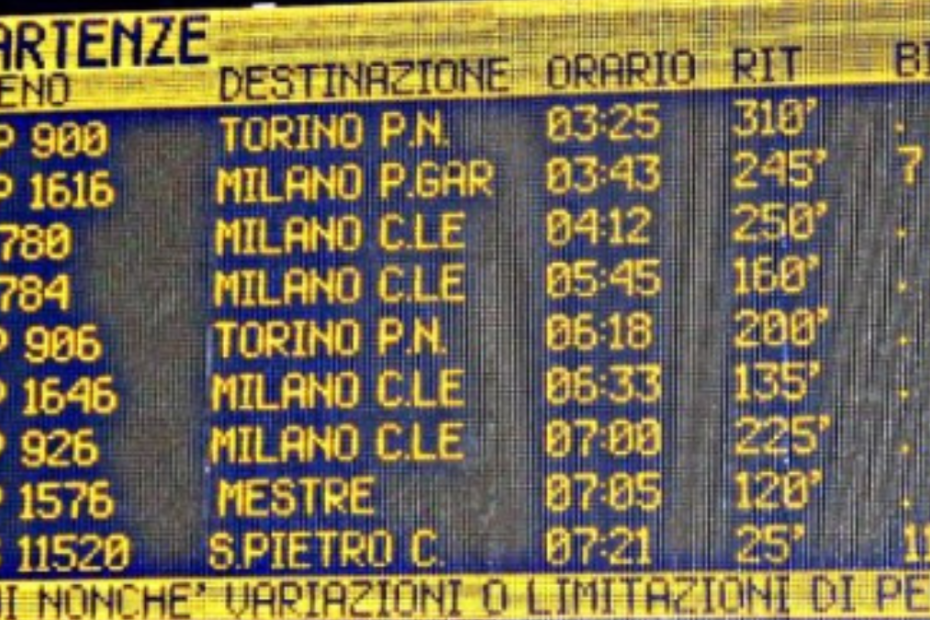 ARTENZE
ENO DESTINAZIONE ORARIO RIT BI
P 900 TORINO P.N. 03:25 310' .
P 1616 MILANO P.GAR 03:43 245' 7
780 MILANO C.LE 04:12 250' .
784 MILANO C.LE 05:45 160' .
P 906 TORINO P.N. 06:18 200' .
P 1646 MILANO C.LE 06:33 135' .
P 926 MILANO C.LE 07:00 225' .
P 1576 MESTRE 07:05 120' .
11520 S.PIETRO C. 07:21 25' 11
DI NONCHE' VARIAZIONI O LIMITAZIONI DI PE